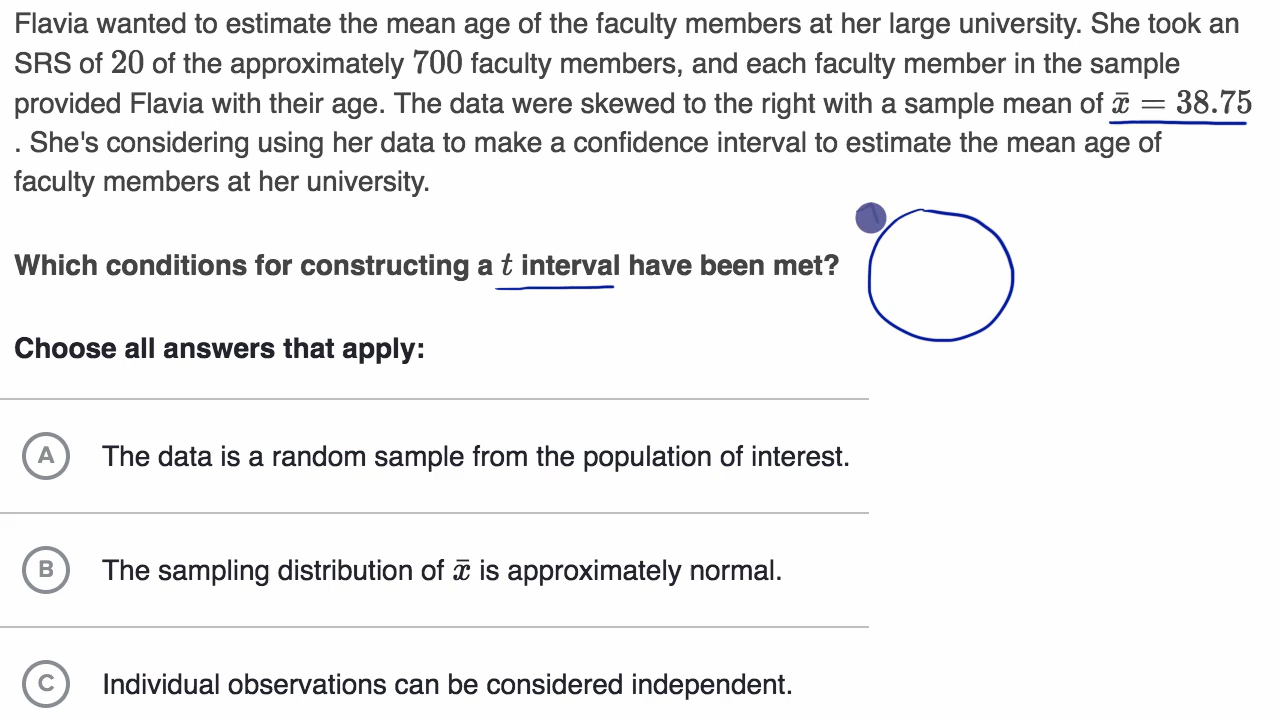 Flavia wanted to estimate the mean age of the faculty members at her large university. She took an
SRS of 20 of the approximately 700 faculty members, and each faculty member in the sample
provided Flavia with their age. The data were skewed to the right with a sample mean of x̄ = 38.75
. She's considering using her data to make a confidence interval to estimate the mean age of
faculty members at her university.
Which conditions for constructing a t interval have been met?
Choose all answers that apply:
A The data is a random sample from the population of interest.
B The sampling distribution of x̄ is approximately normal.
C Individual observations can be considered independent.